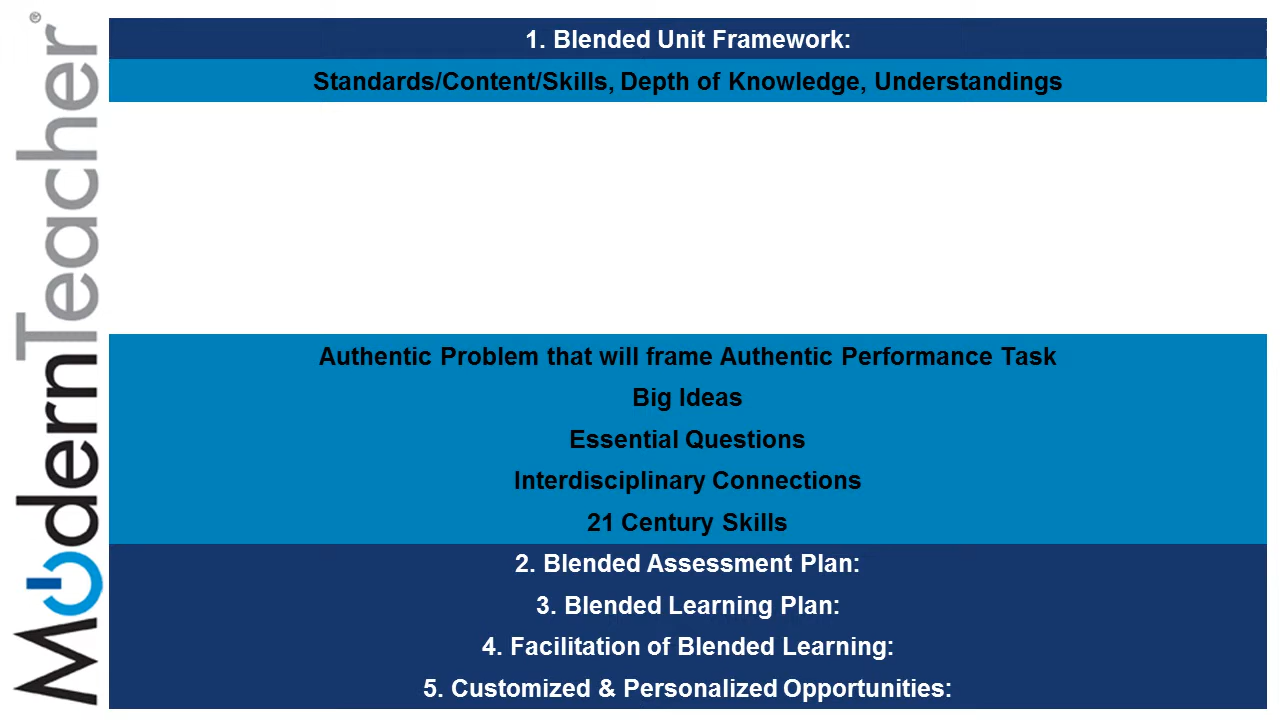 ModernTeacher®
1. Blended Unit Framework:
Standards/Content/Skills, Depth of Knowledge, Understandings
Authentic Problem that will frame Authentic Performance Task
Big Ideas
Essential Questions
Interdisciplinary Connections
21 Century Skills
2. Blended Assessment Plan:
3. Blended Learning Plan:
4. Facilitation of Blended Learning:
5. Customized & Personalized Opportunities: